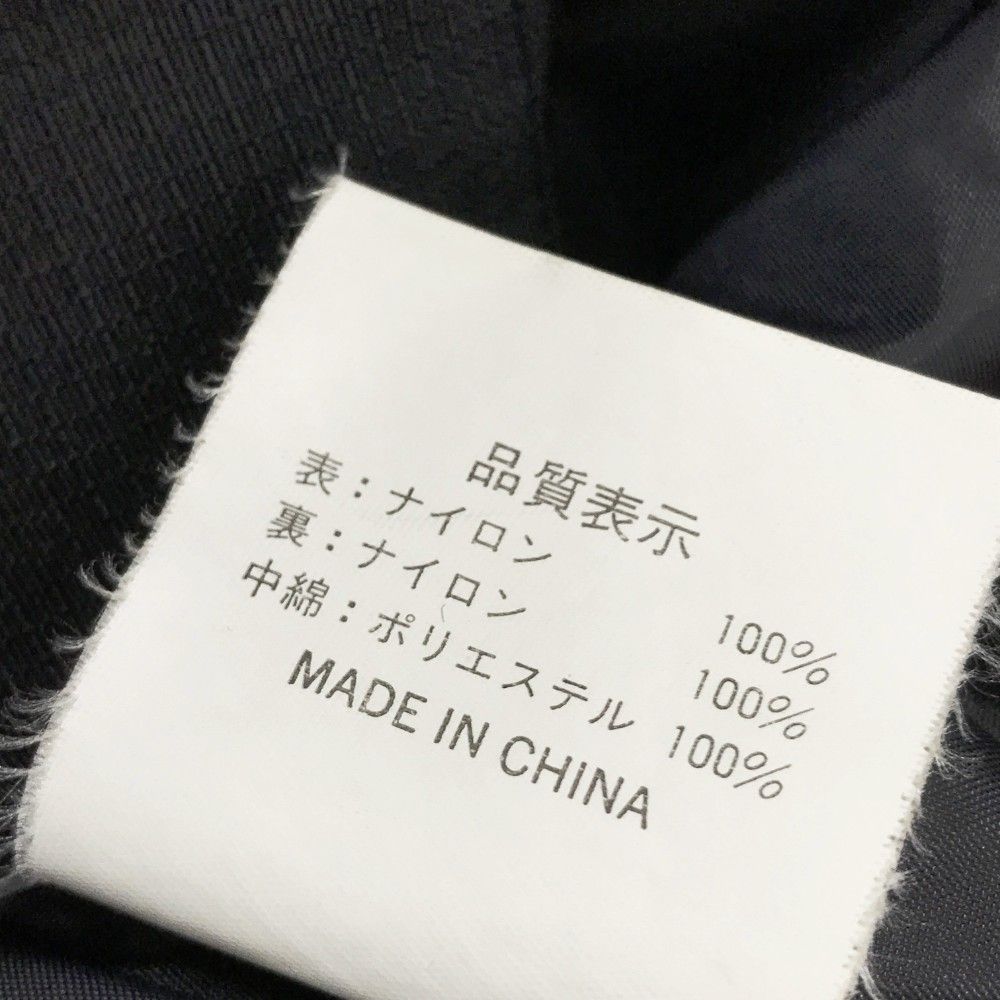 品質表示
表:ナイロン 100%
裏:ナイロン 100%
中綿:ポリエステル 100%
MADE IN CHINA